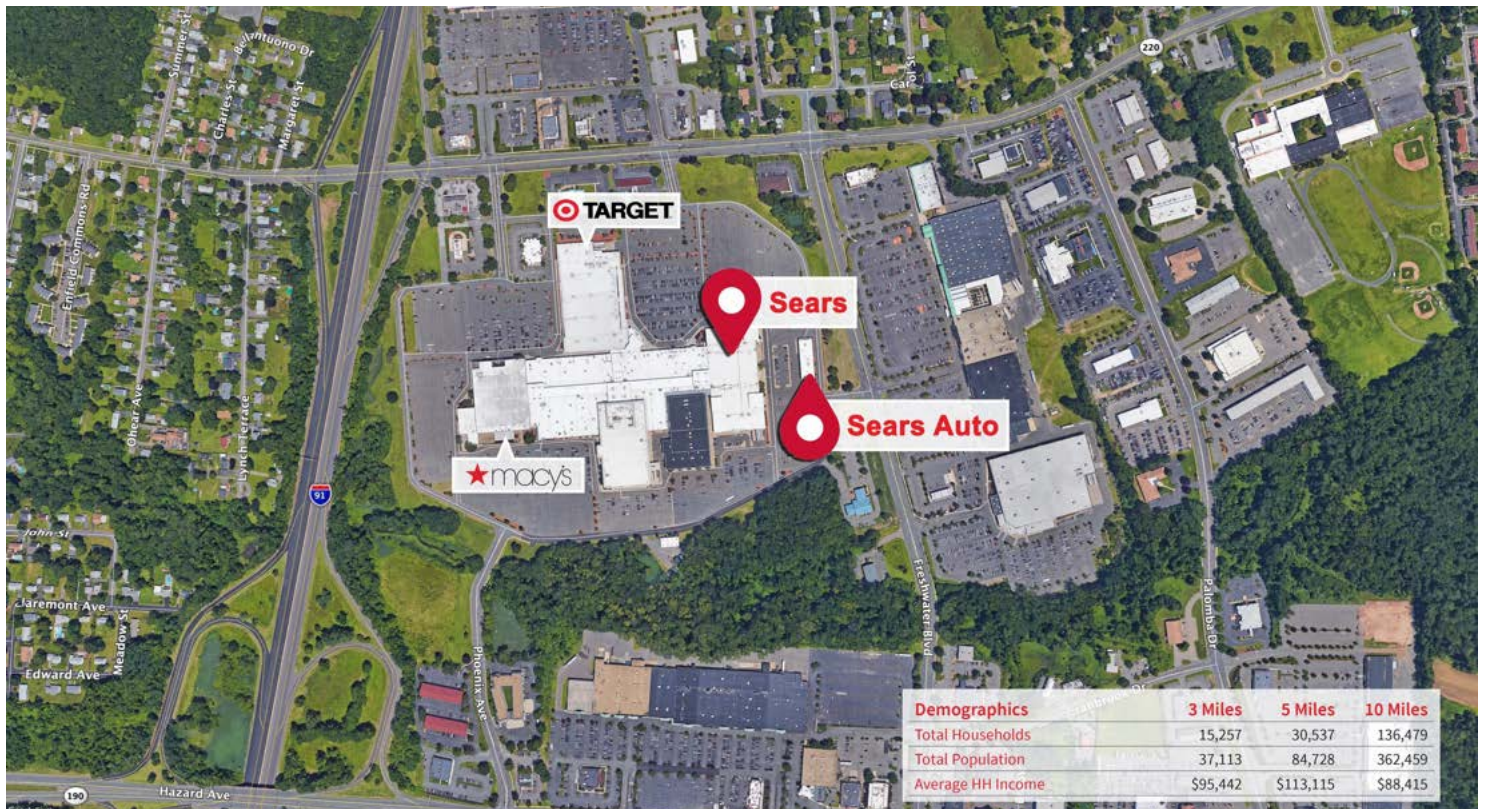 Summer St
Bellantuono Dr
Charles St
Margaret St
220
Carol St
Enfield Commons Rd
TARGET
Sears
Sears Auto
Ohear Ave
Lynch Terrace
macy's
91
John St
Claremont Ave
Meadow St
Edward Ave
Phoenix Ave
Freshwater Blvd
Palomba Dr
Cranbrook Dr
Demographics 3 Miles 5 Miles 10 Miles
Total Households 15,257 30,537 136,479
Total Population 37,113 84,728 362,459
Average HH Income $95,442 $113,115 $88,415
190
Hazard Ave